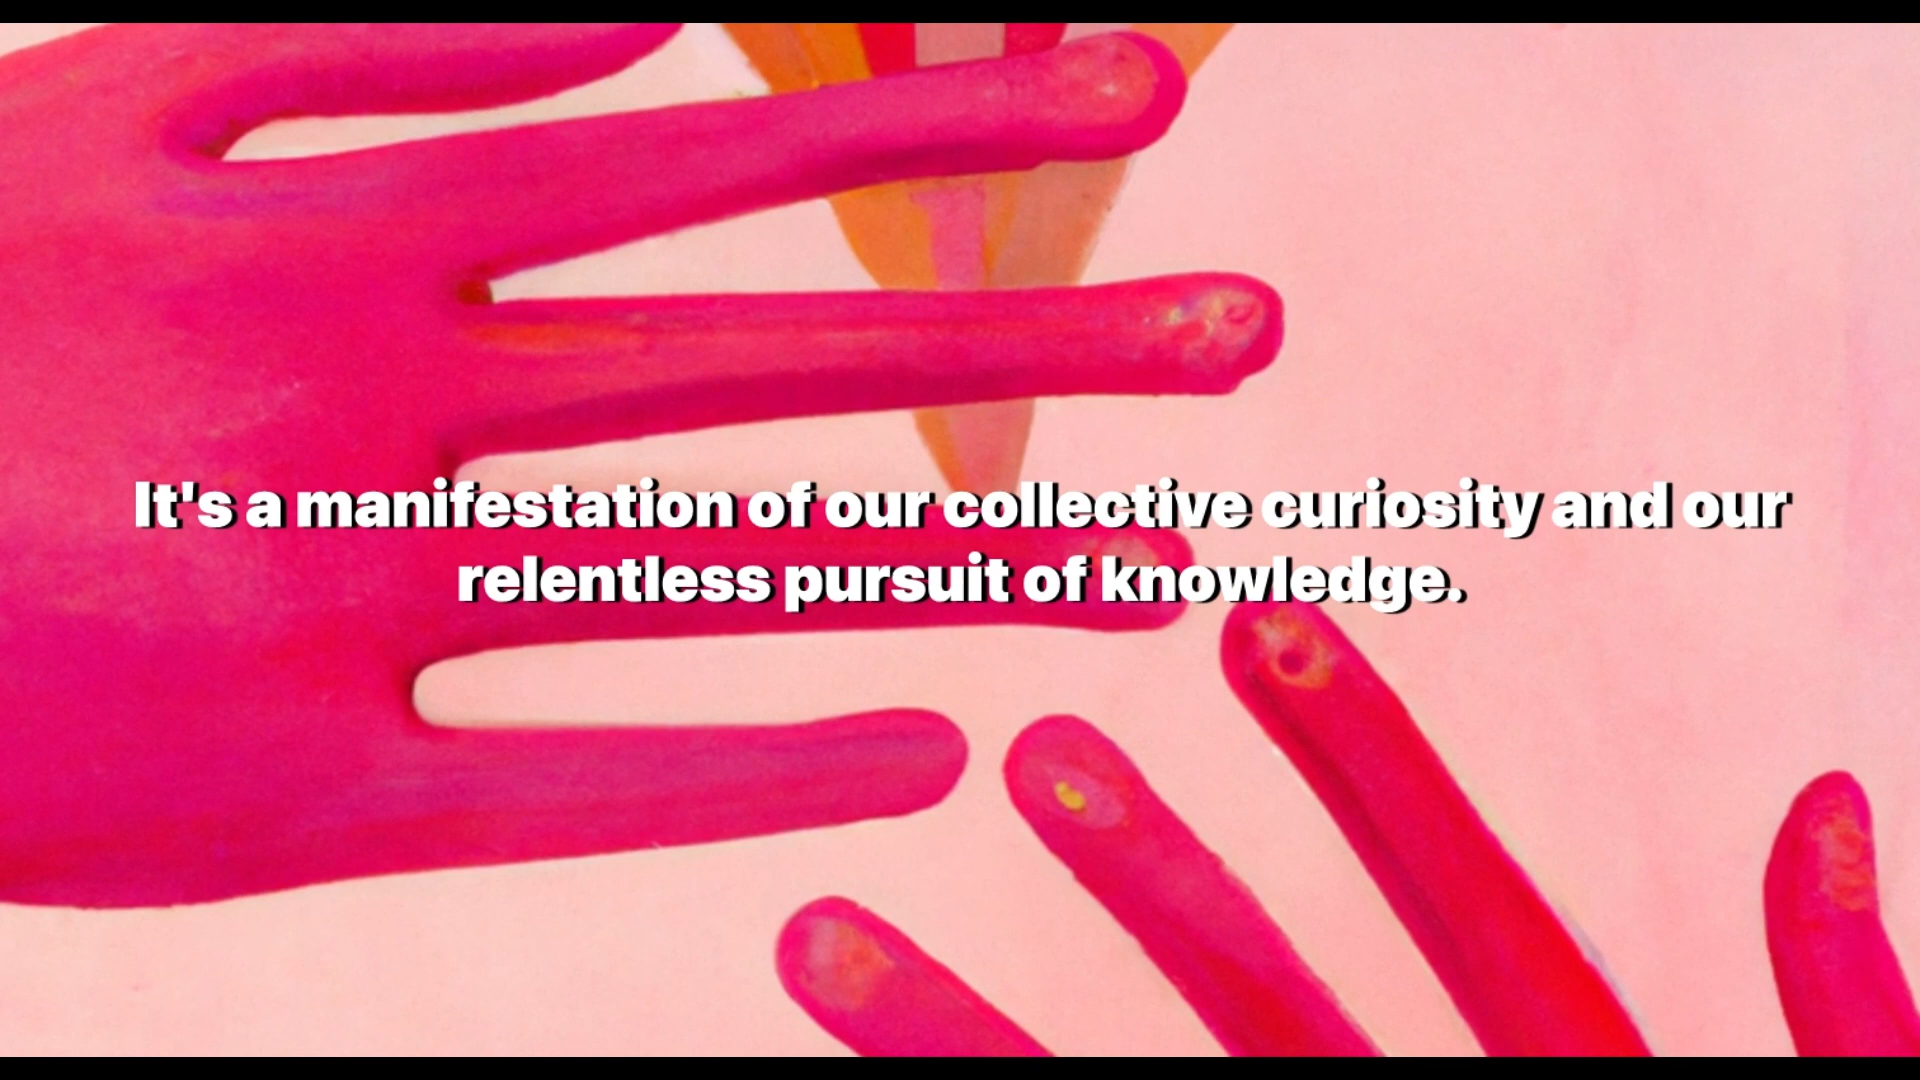 It's a manifestation of our collective curiosity and our
relentless pursuit of knowledge.